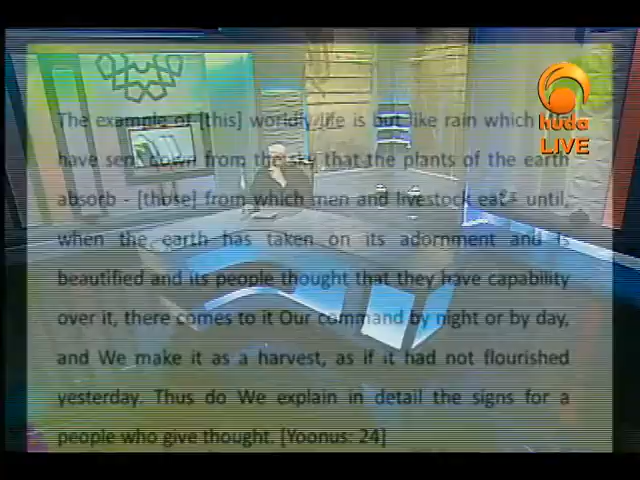 The example of [this] worldly life is but like rain which We
have sent down from the sky that the plants of the earth
absorb - [those] from which men and livestock eat - until,
when the earth has taken on its adornment and is
beautified and its people thought that they have capability
over it, there comes to it Our command by night or by day,
and We make it as a harvest, as if it had not flourished
yesterday. Thus do We explain in detail the signs for a
people who give thought. [Yoonus: 24]
huda
LIVE